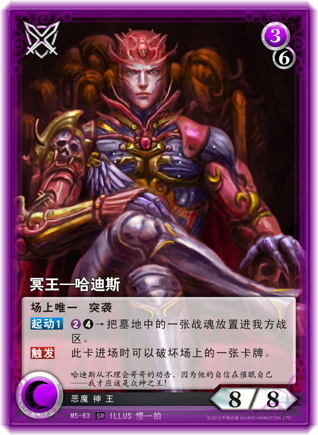 3
6
冥王—哈迪斯
场上唯一 突袭
起动1 2 4→把墓地中的一张战魂放置进我方战
区。
触发 此卡进场时可以破坏场上的一张卡牌。
哈迪斯从不理会哥哥的劝告，因为他的自信在催眠自己
——我才应该是众神之王！
恶魔 神 王
8 / 8
M5-63 SR ILLUS 慢一拍